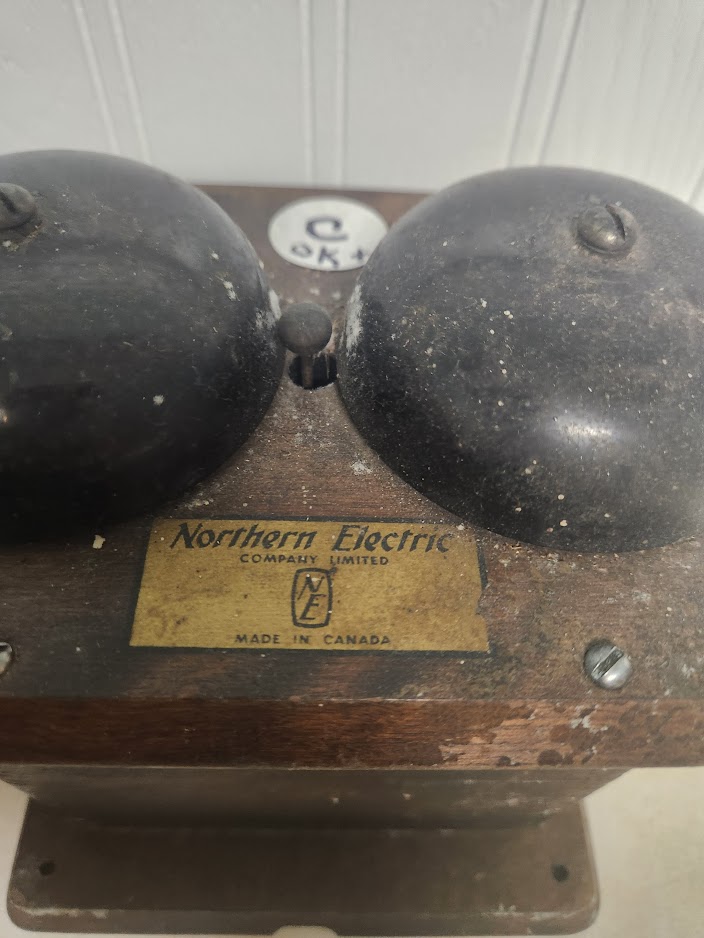 C
OK +
Northern Electric
COMPANY LIMITED
NE
MADE IN CANADA